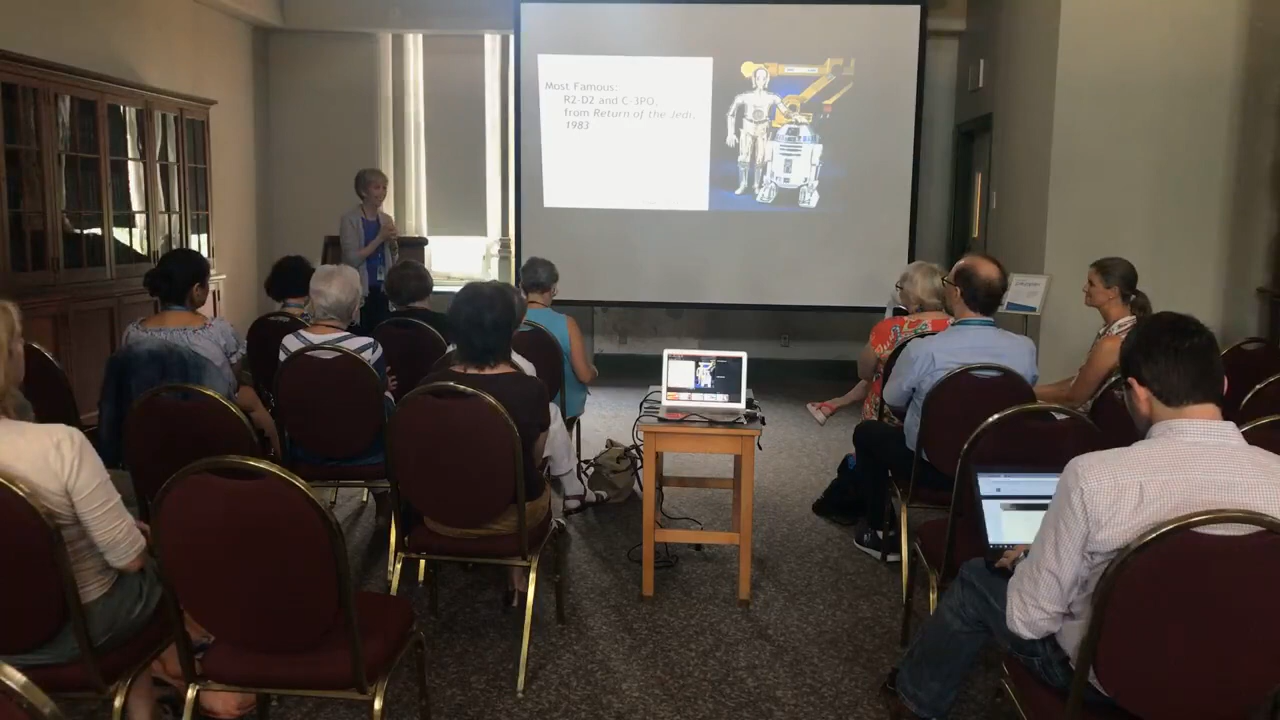 Most Famous:
R2-D2 and C-3PO,
from Return of the Jedi,
1983